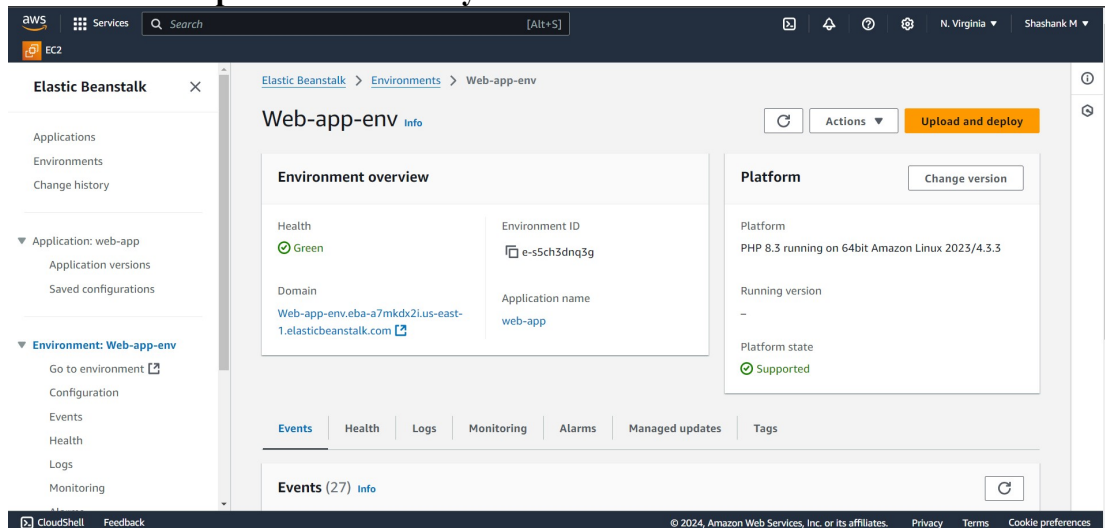 aws Services Search [Alt+S] N. Virginia ▼ Shashank M ▼
EC2
Elastic Beanstalk
Applications
Environments
Change history
▼ Application: web-app
Application versions
Saved configurations
▼ Environment: Web-app-env
Go to environment
Configuration
Events
Health
Logs
Monitoring
Elastic Beanstalk > Environments > Web-app-env
Web-app-env Info
Actions ▼ Upload and deploy
Environment overview
Health
Green
Environment ID
e-s5ch3dnq3g
Domain
Web-app-env.eba-a7mkdx2i.us-east-
1.elasticbeanstalk.com
Application name
web-app
Platform
Change version
Platform
PHP 8.3 running on 64bit Amazon Linux 2023/4.3.3
Running version
–
Platform state
Supported
Events Health Logs Monitoring Alarms Managed updates Tags
Events (27) Info
CloudShell Feedback © 2024, Amazon Web Services, Inc. or its affiliates. Privacy Terms Cookie preferences